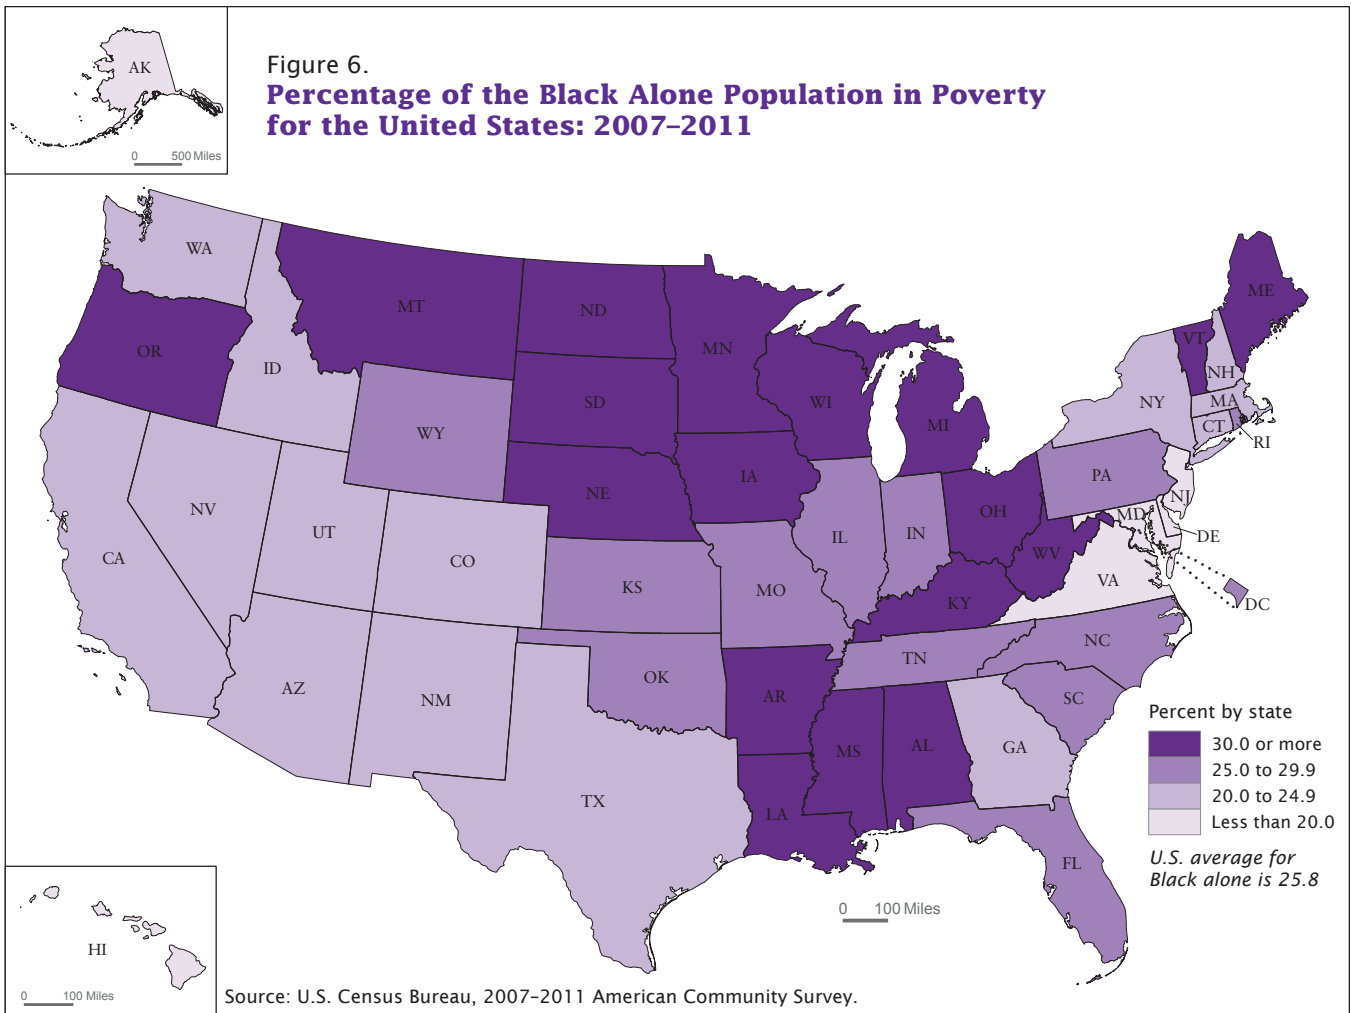 AK
0 500 Miles
Figure 6.
Percentage of the Black Alone Population in Poverty
for the United States: 2007–2011
WA
MT
ND
MN
ME
OR
ID
SD
WI
MI
VT
NH
NY
MA
CT
RI
WY
IA
NE
PA
NJ
NV
UT
CO
CA
IL
IN
OH
MD
DE
WV
VA
KS
MO
KY
DC
NC
TN
OK
AR
SC
AZ
NM
MS
AL
GA
TX
LA
FL
Percent by state
30.0 or more
25.0 to 29.9
20.0 to 24.9
Less than 20.0
U.S. average for
Black alone is 25.8
0 100 Miles
HI
0 100 Miles
Source: U.S. Census Bureau, 2007–2011 American Community Survey.